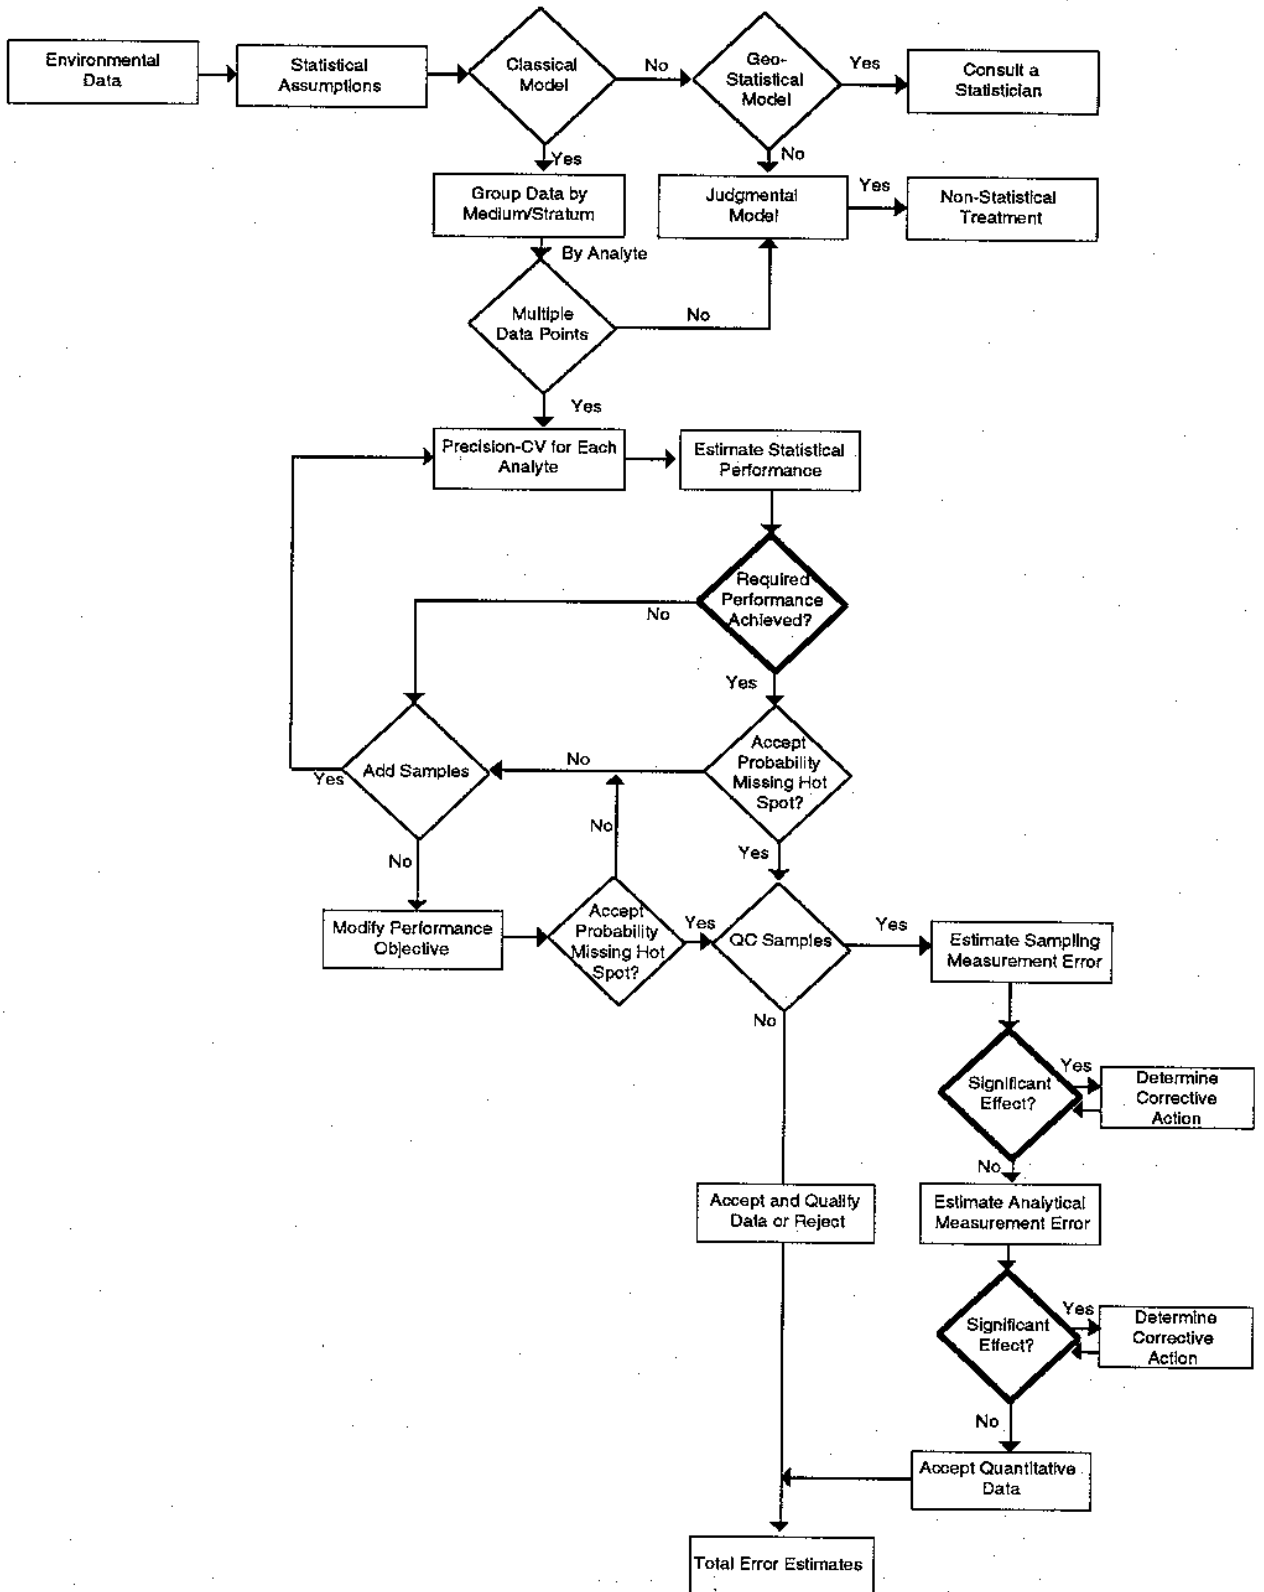 Environmental
Data
Statistical
Assumptions
Classical
Model
No
Geo-
Statistical
Model
Yes
Consult a
Statistician
Yes
No
Group Data by
Medium/Stratum
Judgmental
Model
Yes
Non-Statistical
Treatment
By Analyte
Multiple
Data Points
No
Yes
Precision-CV for Each
Analyte
Estimate Statistical
Performance
Required
Performance
Achieved?
No
Yes
Accept
Probability
Missing Hot
Spot?
No
Add Samples
Yes
No
No
Yes
Modify Performance
Objective
Accept
Probability
Missing Hot
Spot?
Yes
QC Samples
Yes
Estimate Sampling
Measurement Error
No
Significant
Effect?
Yes
Determine
Corrective
Action
No
Accept and Qualify
Data or Reject
Estimate Analytical
Measurement Error
Significant
Effect?
Yes
Determine
Corrective
Action
No
Accept Quantitative
Data
Total Error Estimates